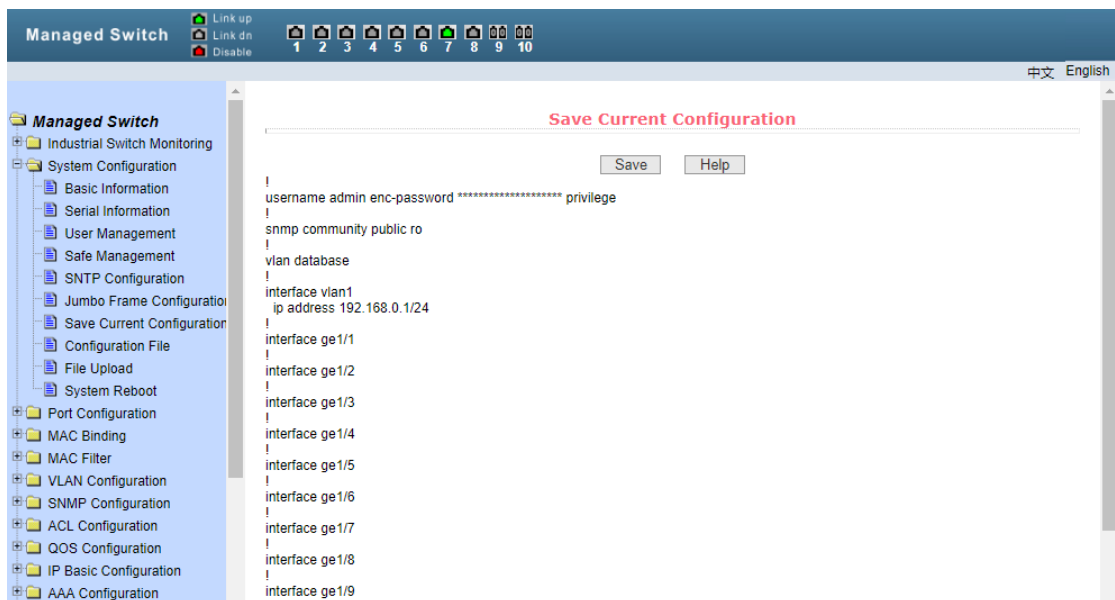 Managed Switch
Link up
Link dn
Disable
1 2 3 4 5 6 7 8 9 10
中文 English
Managed Switch
Industrial Switch Monitoring
System Configuration
Basic Information
Serial Information
User Management
Safe Management
SNTP Configuration
Jumbo Frame Configuration
Save Current Configuration
Configuration File
File Upload
System Reboot
Port Configuration
MAC Binding
MAC Filter
VLAN Configuration
SNMP Configuration
ACL Configuration
QOS Configuration
IP Basic Configuration
AAA Configuration
Save Current Configuration
Save Help
!
username admin enc-password ******************** privilege
!
snmp community public ro
!
vlan database
!
interface vlan1
ip address 192.168.0.1/24
!
interface ge1/1
!
interface ge1/2
!
interface ge1/3
!
interface ge1/4
!
interface ge1/5
!
interface ge1/6
!
interface ge1/7
!
interface ge1/8
!
interface ge1/9